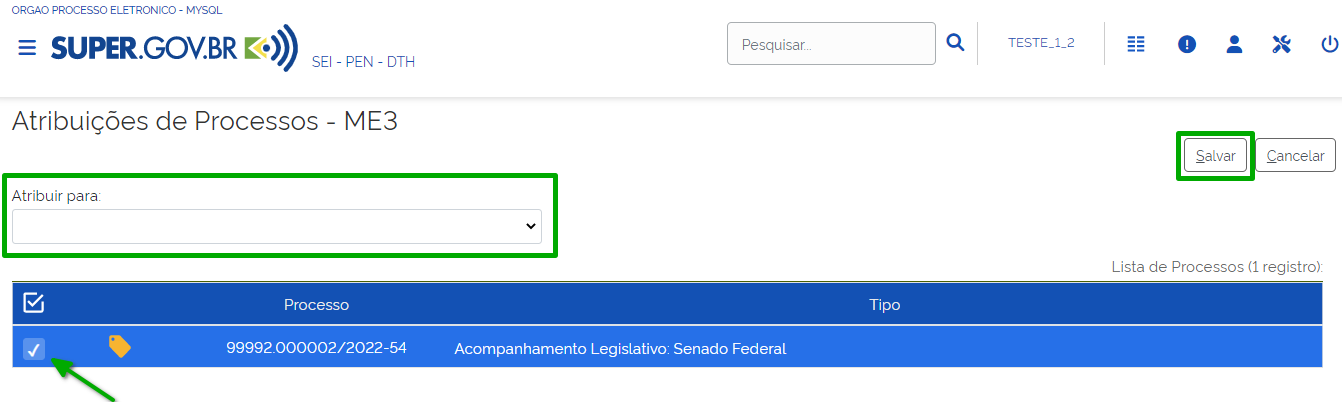 ORGAO PROCESSO ELETRONICO - MYSQL
SUPER.GOV.BR
SEI - PEN - DTH
Pesquisar...
TESTE_1_2
Atribuições de Processos - ME3
Salvar
Cancelar
Atribuir para:
Lista de Processos (1 registro):
Processo
Tipo
99992.000002/2022-54
Acompanhamento Legislativo: Senado Federal